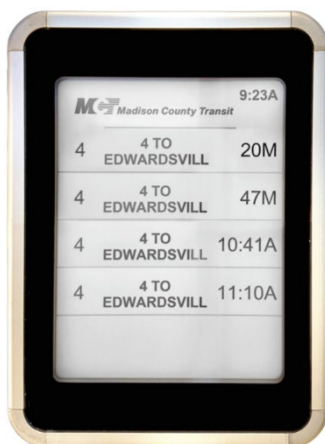 9:23A
MCT Madison County Transit
4 4 TO EDWARDSVILL 20M
4 4 TO EDWARDSVILL 47M
4 4 TO EDWARDSVILL 10:41A
4 4 TO EDWARDSVILL 11:10A